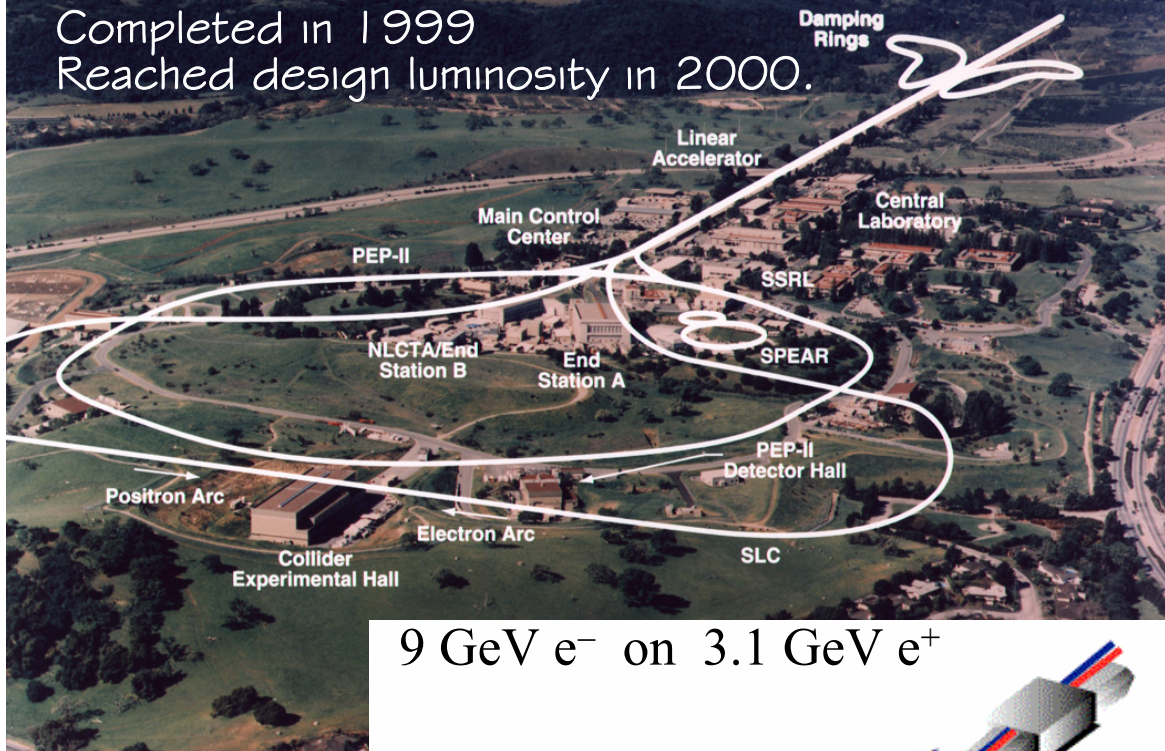 Completed in 1999
Reached design luminosity in 2000.
Damping
Rings
Linear
Accelerator
Central
Laboratory
Main Control
Center
PEP-II
SSRL
NLCTA/End
Station B
End
Station A
SPEAR
PEP-II
Detector Hall
Positron Arc
Electron Arc
SLC
Collider
Experimental Hall
9 GeV e⁻ on 3.1 GeV e⁺